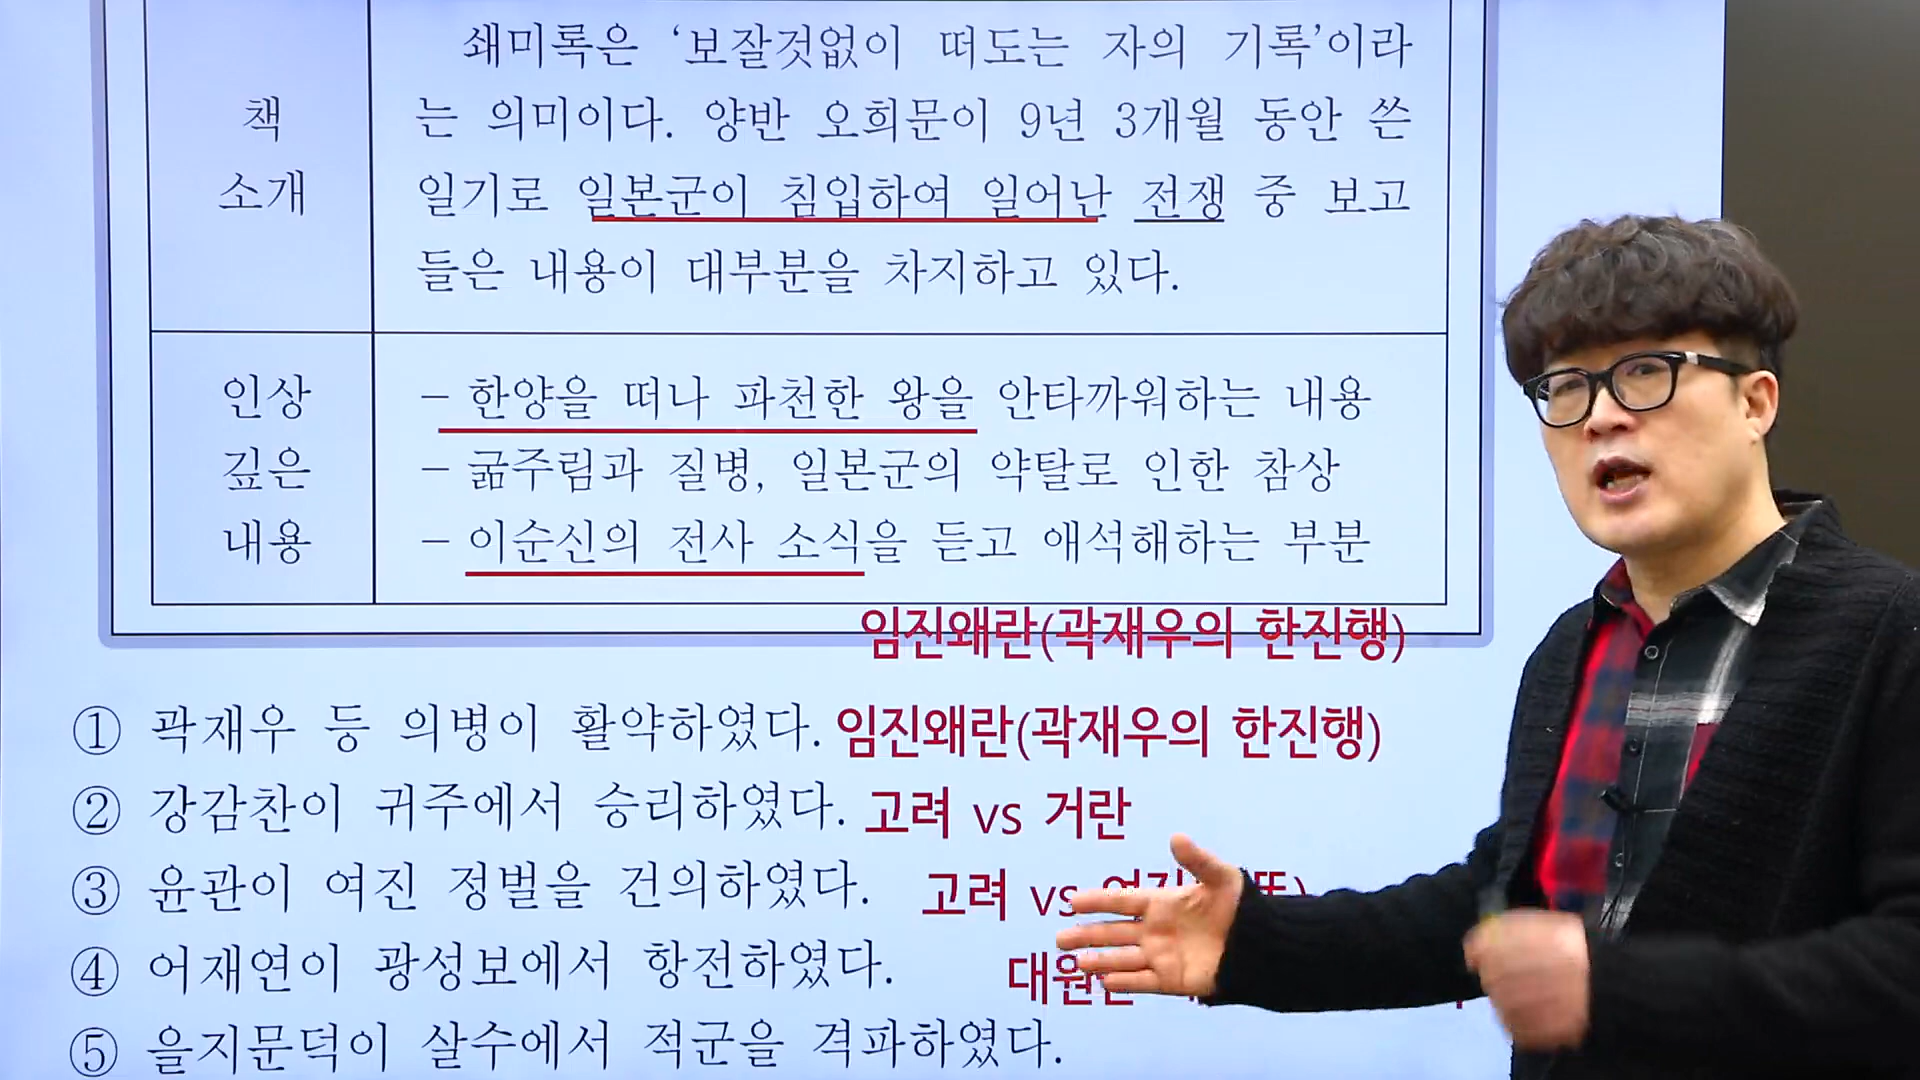 쇄미록은 ‘보잘것없이 떠도는 자의 기록’이라
책
는 의미이다. 양반 오희문이 9년 3개월 동안 쓴
소개
일기로 일본군이 침입하여 일어난 전쟁 중 보고
들은 내용이 대부분을 차지하고 있다.
인상
– 한양을 떠나 파천한 왕을 안타까워하는 내용
깊은
– 굶주림과 질병, 일본군의 약탈로 인한 참상
내용
– 이순신의 전사 소식을 듣고 애석해하는 부분
임진왜란(곽재우의 한진행)
① 곽재우 등 의병이 활약하였다. 임진왜란(곽재우의 한진행)
② 강감찬이 귀주에서 승리하였다. 고려 vs 거란
③ 윤관이 여진 정벌을 건의하였다. 고려 vs
④ 어재연이 광성보에서 항전하였다.
⑤ 을지문덕이 살수에서 적군을 격파하였다.